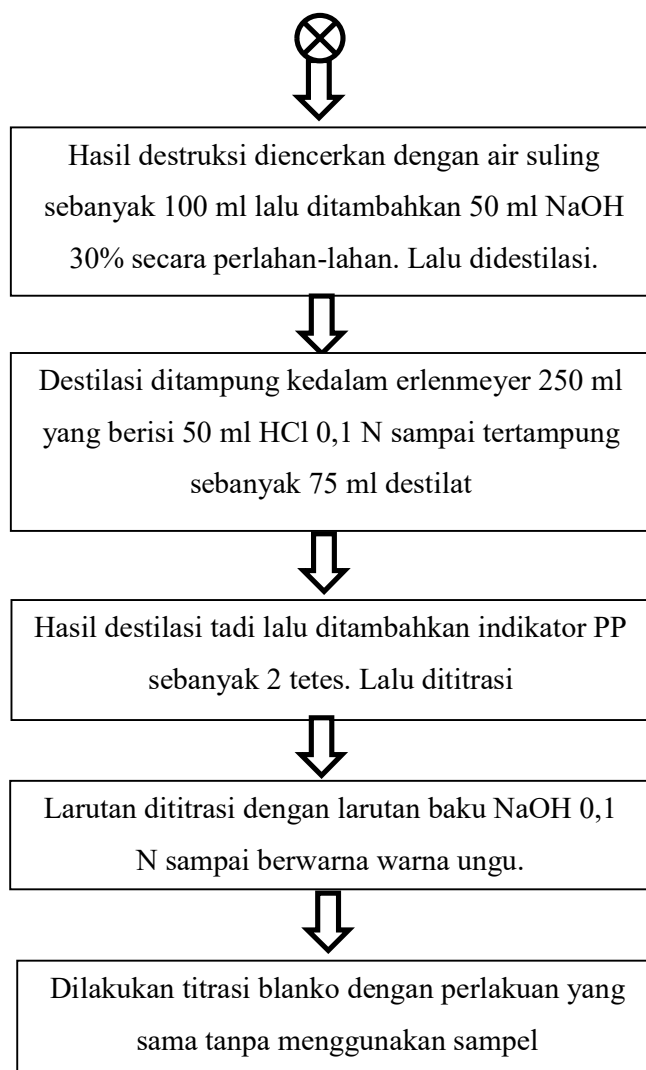 Hasil destruksi diencerkan dengan air suling
sebanyak 100 ml lalu ditambahkan 50 ml NaOH
30% secara perlahan-lahan. Lalu didestilasi.
Destilasi ditampung kedalam erlenmeyer 250 ml
yang berisi 50 ml HCl 0,1 N sampai tertampung
sebanyak 75 ml destilat
Hasil destilasi tadi lalu ditambahkan indikator PP
sebanyak 2 tetes. Lalu dititrasi
Larutan dititrasi dengan larutan baku NaOH 0,1
N sampai berwarna warna ungu.
Dilakukan titrasi blanko dengan perlakuan yang
sama tanpa menggunakan sampel